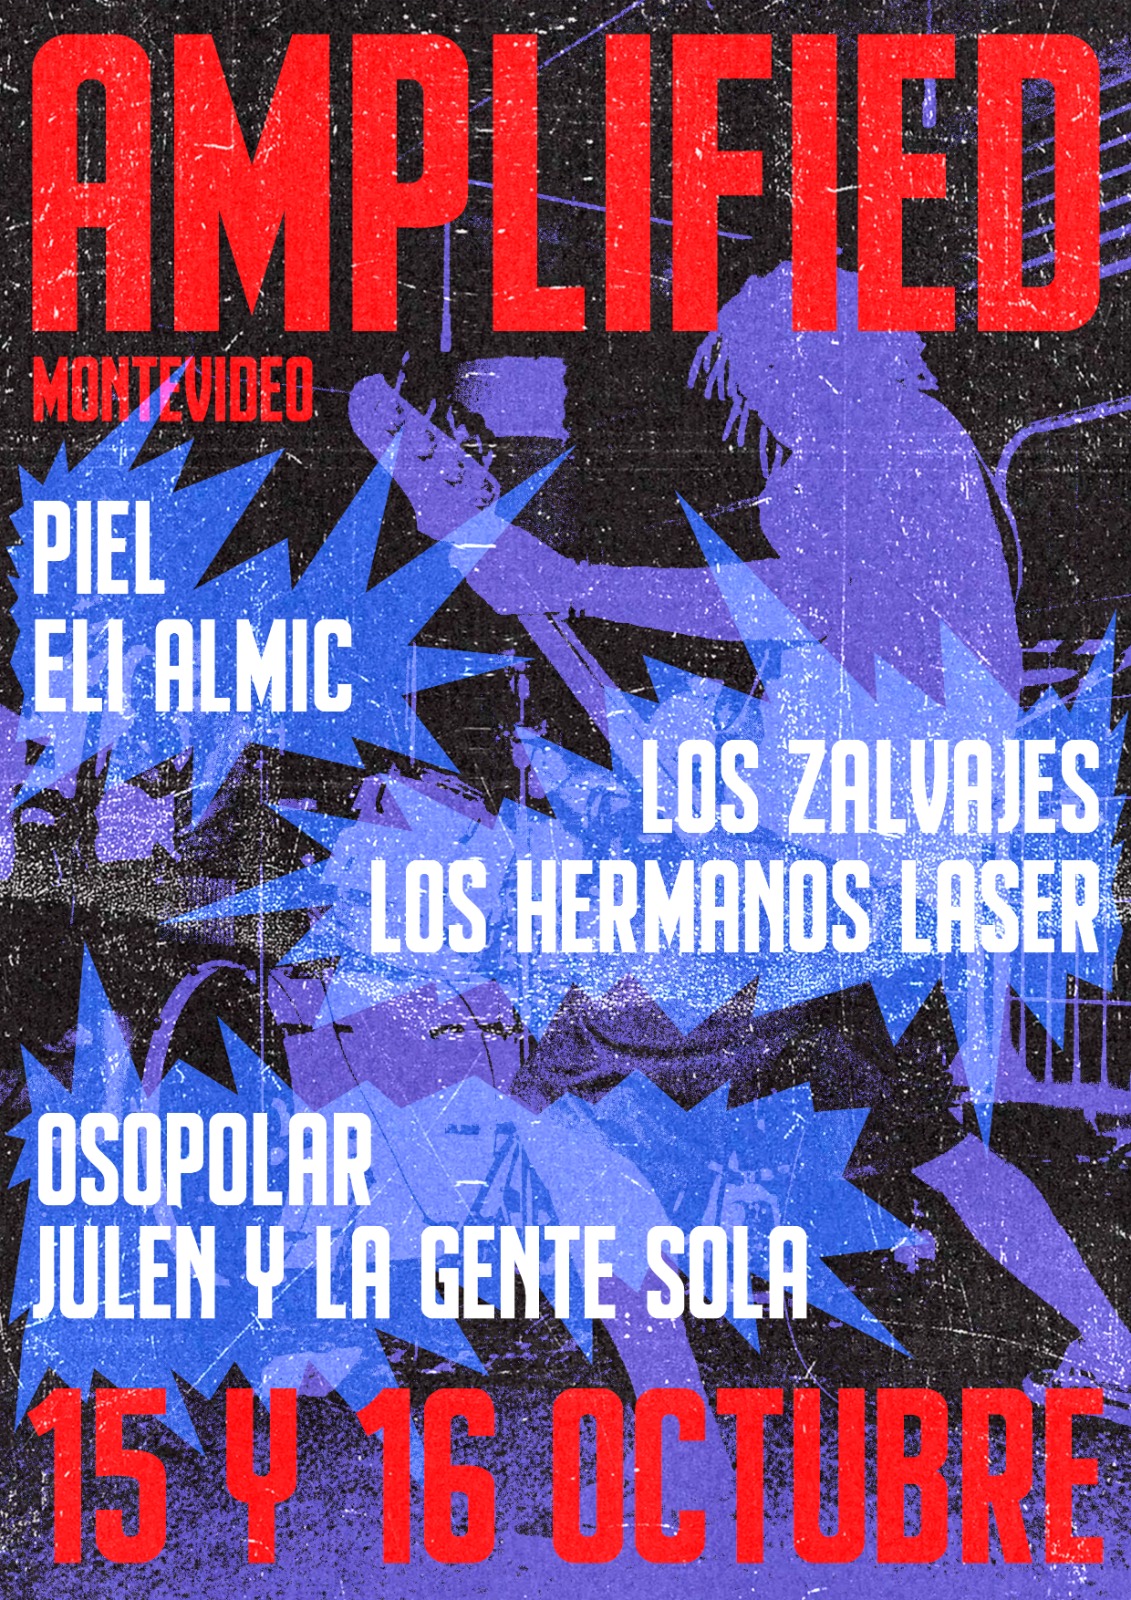 AMPLIFIED
MONTEVIDEO
PIEL
ELI ALMIC
LOS ZALVAJES
LOS HERMANOS LASER
OSOPOLAR
JULEN Y LA GENTE SOLA
15 Y 16 OCTUBRE